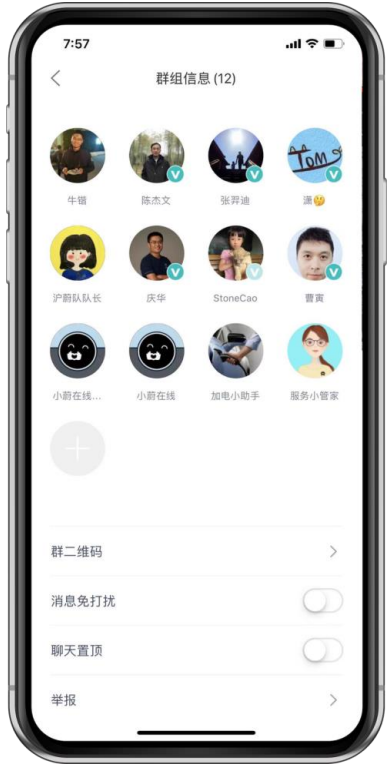 7:57
群组信息(12)
TOMS
牛锱
陈杰文
张羿迪
潇🤔
沪蔚队队长
庆华
StoneCao
曹寅
小蔚在线...
小蔚在线
加电小助手
服务小管家
群二维码
消息免打扰
聊天置顶
举报